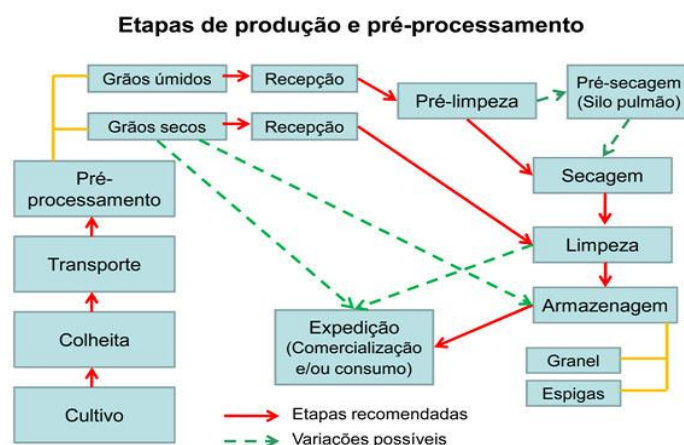 Etapas de produção e pré-processamento
Grãos úmidos
Recepção
Pré-limpeza
Pré-secagem
(Silo pulmão)
Grãos secos
Recepção
Pré-
processamento
Secagem
Transporte
Limpeza
Colheita
Expedição
(Comercialização
e/ou consumo)
Armazenagem
Granel
Espigas
Cultivo
Etapas recomendadas
Variações possíveis